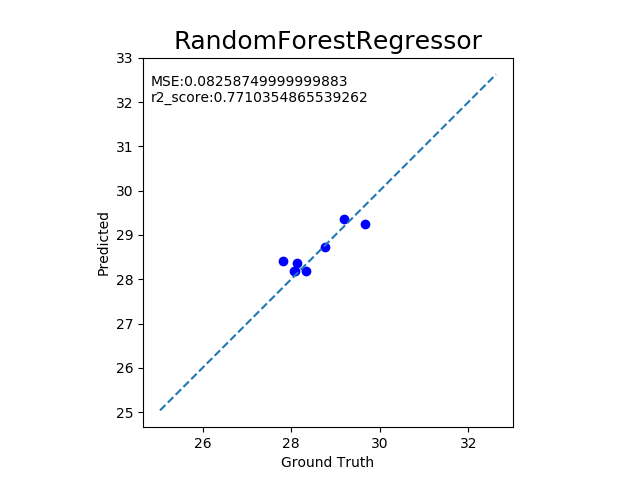 RandomForestRegressor
MSE:0.08258749999999883
r2_score:0.7710354865539262
33
32
31
30
29
28
27
26
25
Predicted
26 28 30 32
Ground Truth